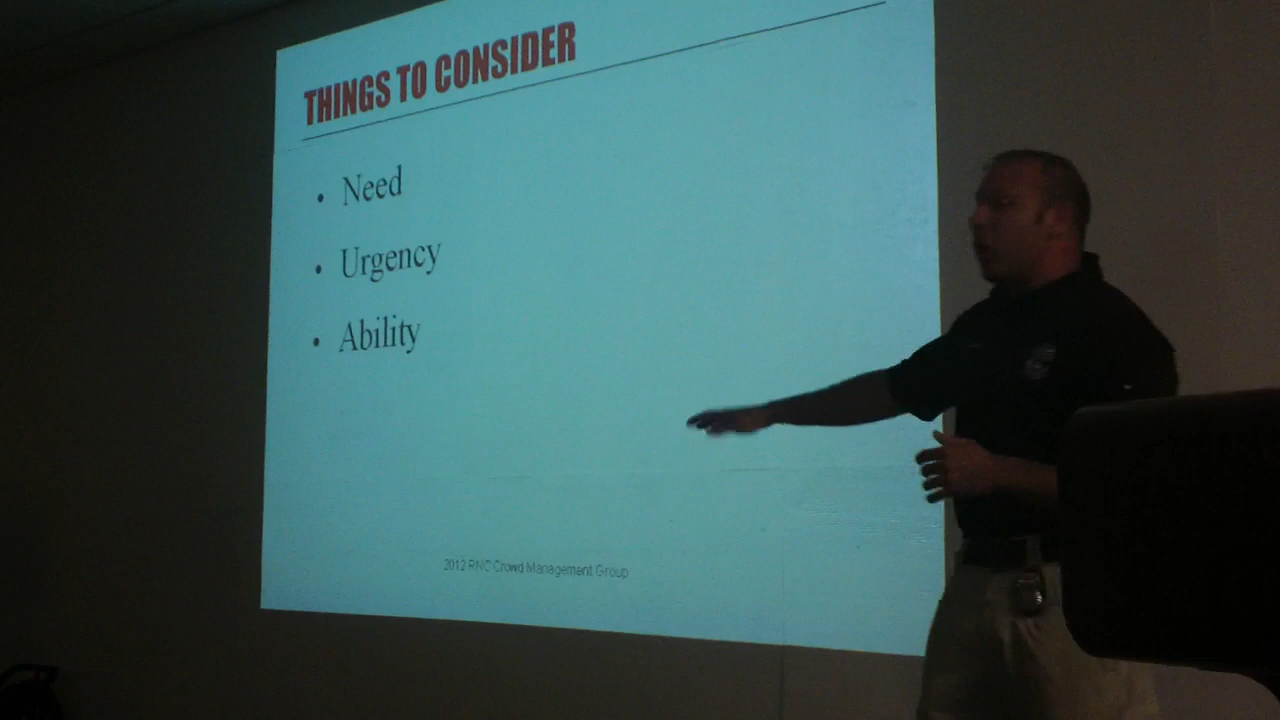 THINGS TO CONSIDER
• Need
• Urgency
• Ability
2012 RNC Crowd Management Group